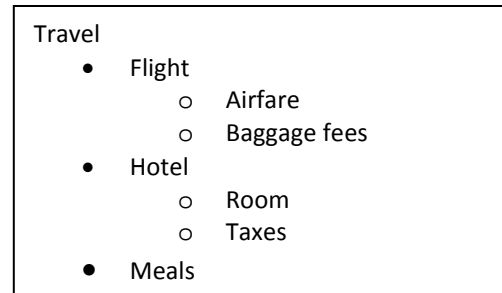 Travel
• Flight
o Airfare
o Baggage fees
• Hotel
o Room
o Taxes
• Meals